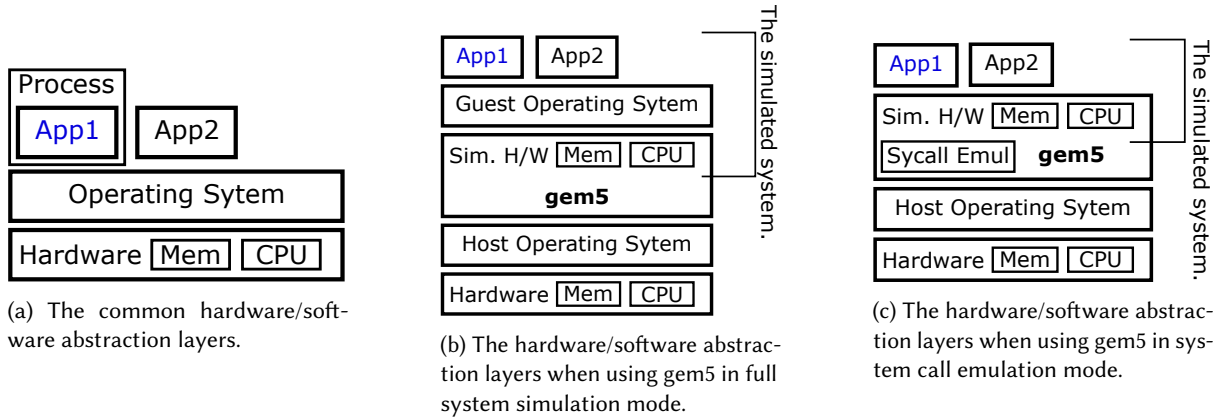 Process
App1
App2
Operating Sytem
Hardware Mem CPU
(a) The common hardware/soft-
ware abstraction layers.
App1
App2
Guest Operating Sytem
Sim. H/W Mem CPU
gem5
Host Operating Sytem
Hardware Mem CPU
The simulated system.
(b) The hardware/software abstrac-
tion layers when using gem5 in full
system simulation mode.
App1
App2
Sim. H/W Mem CPU
Sycall Emul gem5
Host Operating Sytem
Hardware Mem CPU
The simulated system.
(c) The hardware/software abstrac-
tion layers when using gem5 in sys-
tem call emulation mode.